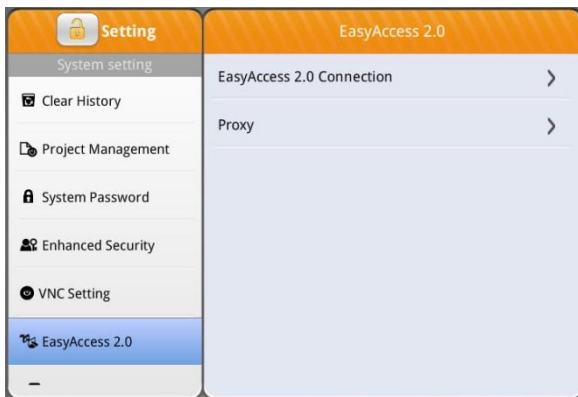 Setting
System setting
Clear History
Project Management
System Password
Enhanced Security
VNC Setting
EasyAccess 2.0
EasyAccess 2.0
EasyAccess 2.0 Connection
Proxy